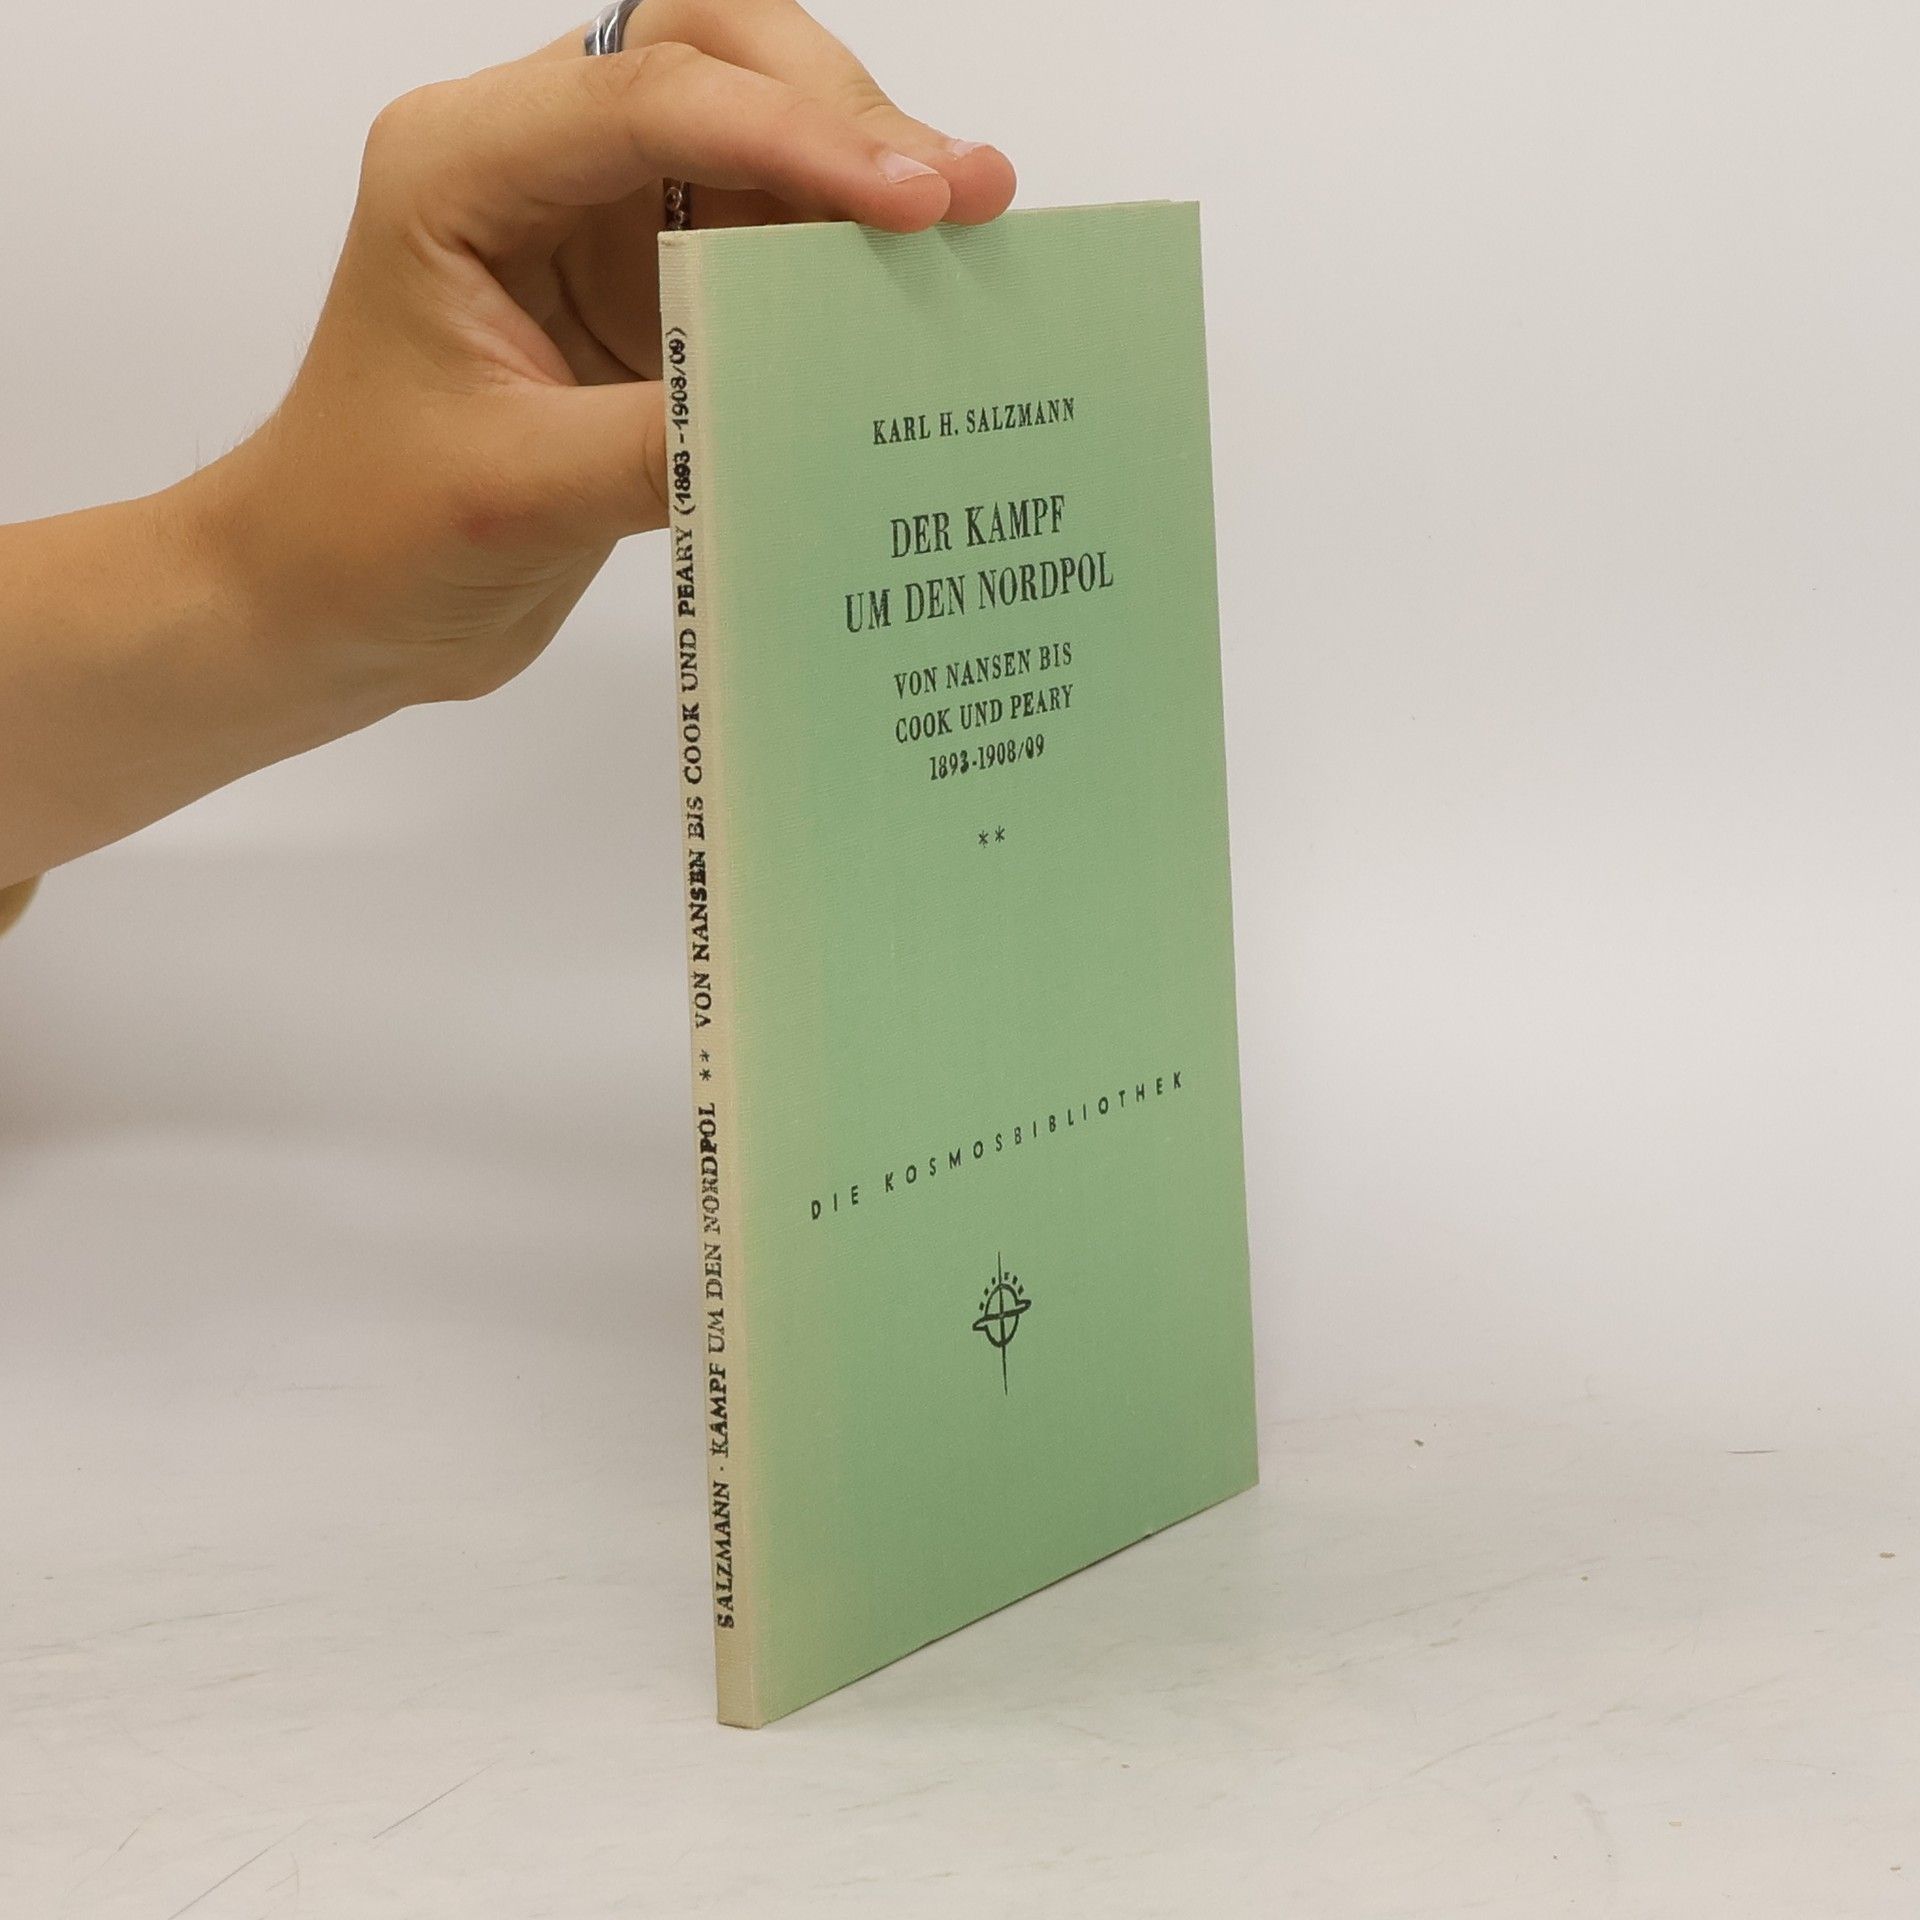 KARL H. SALZMANN
DER KAMPF
UM DEN NORDPOL
VON NANSEN BIS
COOK UND PEARY
1893-1908/09
**
DIE KOSMOSBIBLIOTHEK
SALZMANN · KAMPF UM DEN NORDPOL ** VON NANSEN BIS COOK UND PEARY (1893-1908/09)